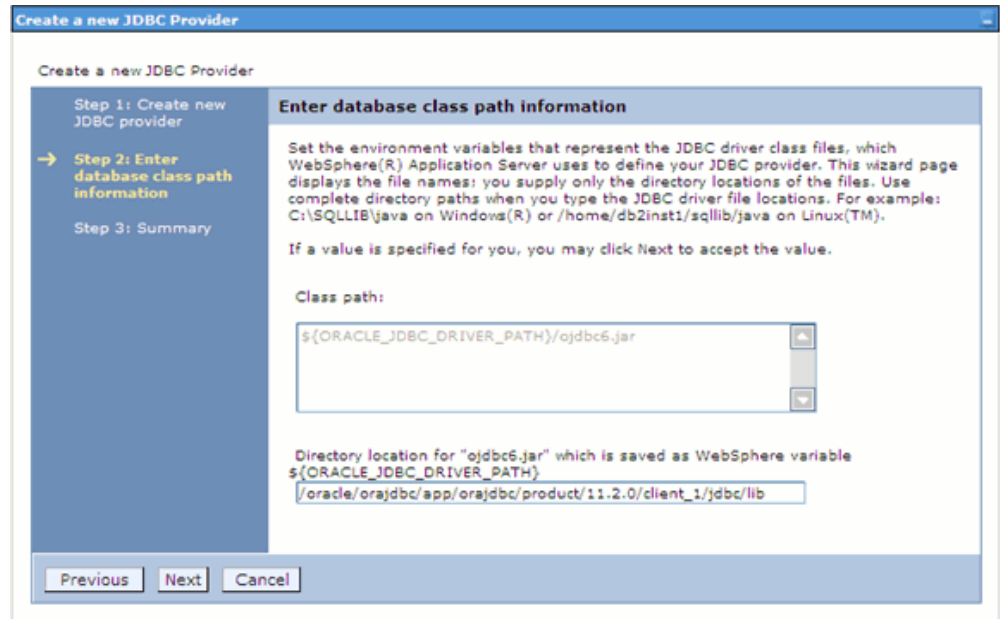 Create a new JDBC Provider
Create a new JDBC Provider
Step 1: Create new
JDBC provider
Step 2: Enter
database class path
information
Step 3: Summary
Enter database class path information
Set the environment variables that represent the JDBC driver class files, which
WebSphere(R) Application Server uses to define your JDBC provider. This wizard page
displays the file names; you supply only the directory locations of the files. Use
complete directory paths when you type the JDBC driver file locations. For example:
C:\SQLLIB\java on Windows(R) or /home/db2inst1/sqllib/java on Linux(TM).
If a value is specified for you, you may click Next to accept the value.
Class path:
${ORACLE_JDBC_DRIVER_PATH}/ojdbc6.jar
Directory location for "ojdbc6.jar" which is saved as WebSphere variable
${ORACLE_JDBC_DRIVER_PATH}
/oracle/orajdbc/app/orajdbc/product/11.2.0/client_1/jdbc/lib
Previous Next Cancel